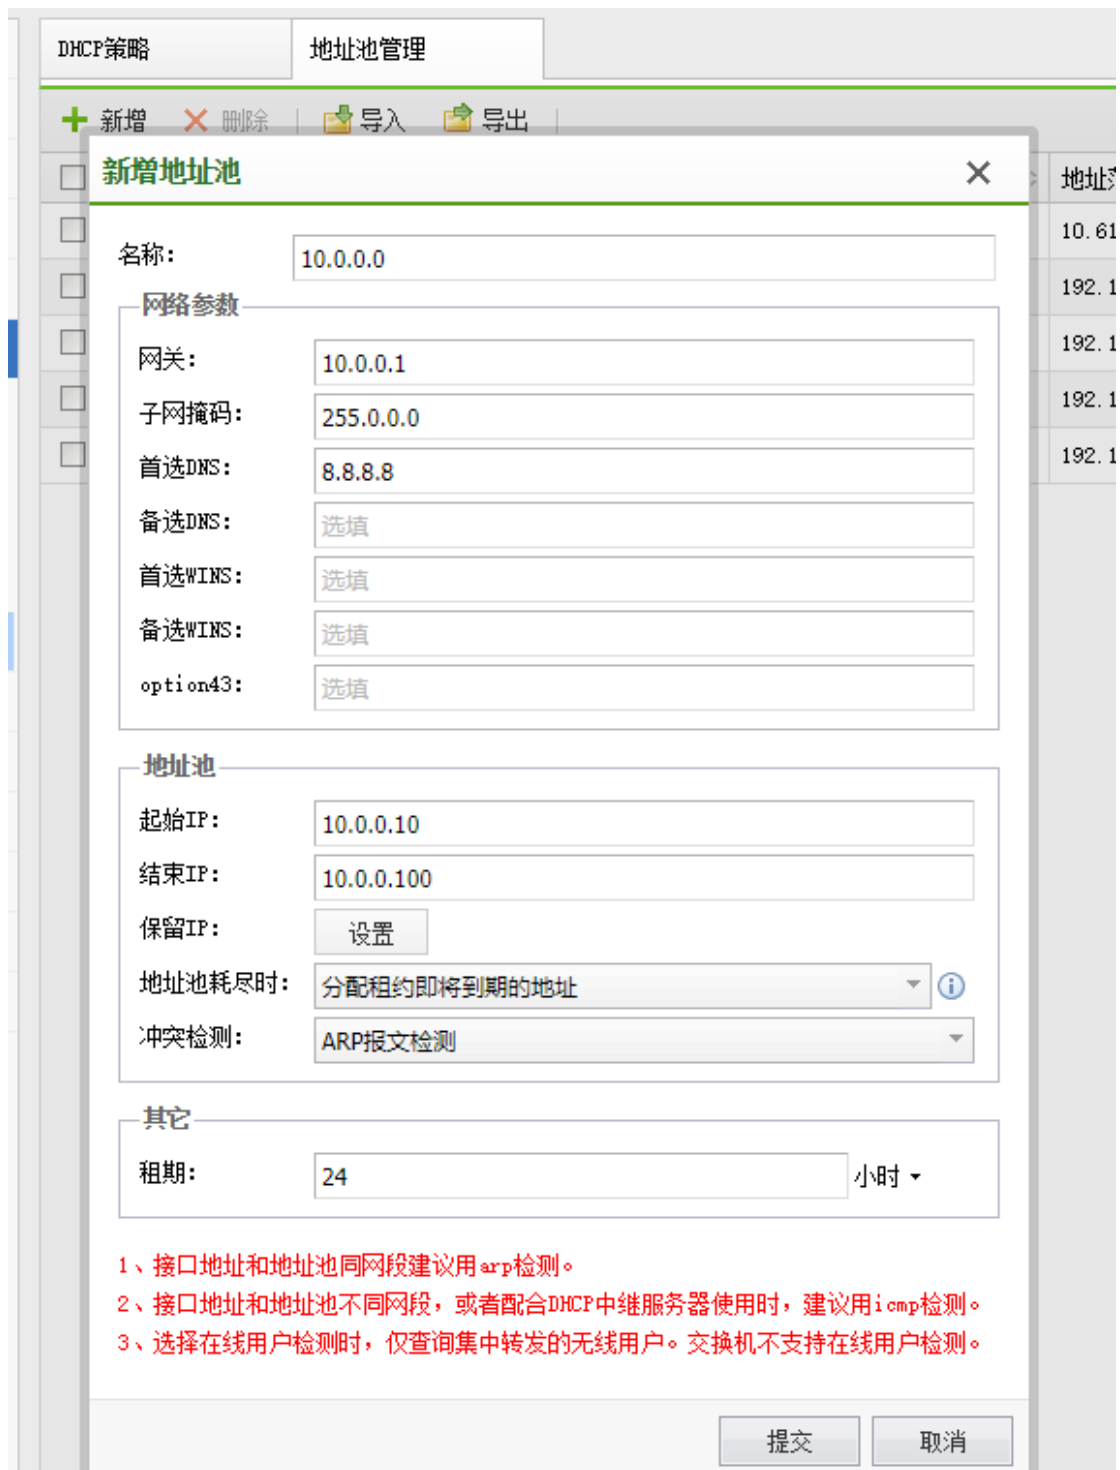 DHCP策略 地址池管理
新增 删除 导入 导出
新增地址池
地址
名称: 10.0.0.0
10.61
网络参数
192.1
网关: 10.0.0.1
192.1
子网掩码: 255.0.0.0
192.1
首选DNS: 8.8.8.8
192.1
备选DNS: 选填
首选WINS: 选填
备选WINS: 选填
option43: 选填
地址池
起始IP: 10.0.0.10
结束IP: 10.0.0.100
保留IP: 设置
地址池耗尽时: 分配租约即将到期的地址
冲突检测: ARP报文检测
其它
租期: 24 小时
1、接口地址和地址池同网段建议用arp检测。
2、接口地址和地址池不同网段，或者配合DHCP中继服务器使用时，建议用icmp检测。
3、选择在线用户检测时，仅查询集中转发的无线用户。交换机不支持在线用户检测。
提交 取消